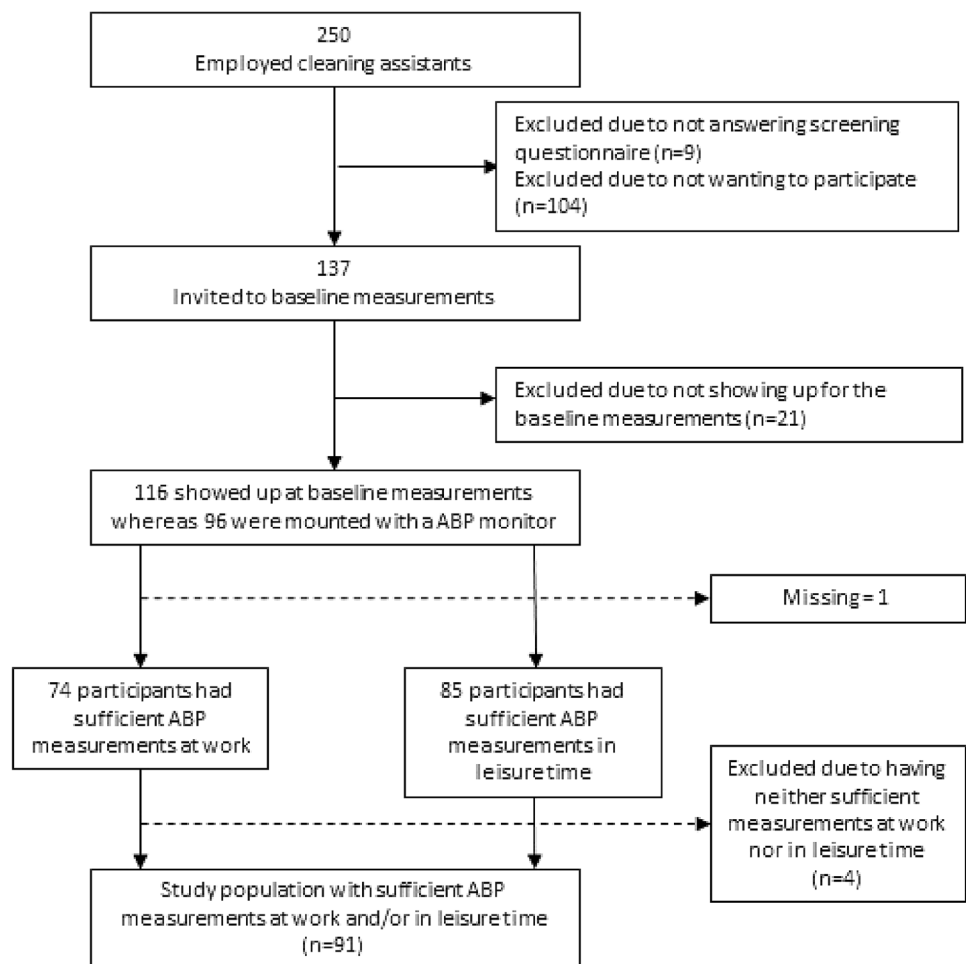 250
Employed cleaning assistants
Excluded due to not answering screening
questionnaire (n=9)
Excluded due to not wanting to participate
(n=104)
137
Invited to baseline measurements
Excluded due to not showing up for the
baseline measurements (n=21)
116 showed up at baseline measurements
whereas 96 were mounted with a ABP monitor
Missing = 1
74 participants had
sufficient ABP
measurements at work
85 participants had
sufficient ABP
measurements in
leisure time
Excluded due to having
neither sufficient
measurements at work
nor in leisure time
(n=4)
Study population with sufficient ABP
measurements at work and/or in leisure time
(n=91)